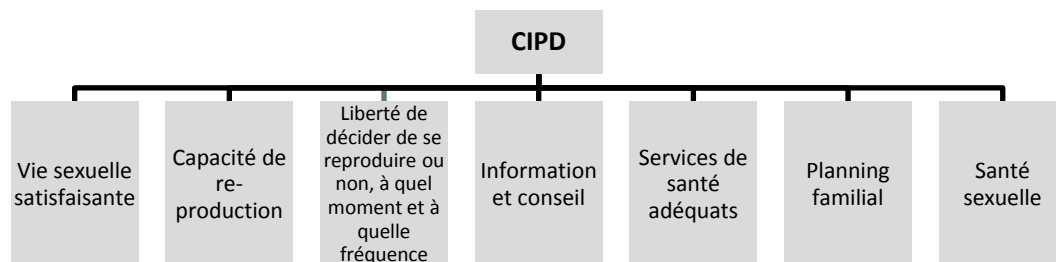 CIPD
Vie sexuelle
satisfaisante
Capacité de
re-
production
Liberté de
décider de se
reproduire ou
non, à quel
moment et à
quelle
fréquence
Information
et conseil
Services de
santé
adéquats
Planning
familial
Santé
sexuelle